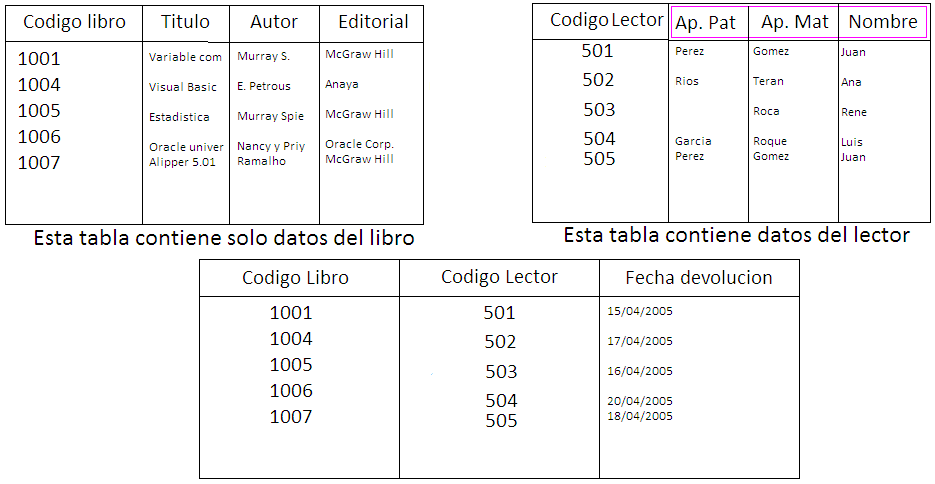 Codigo libro Titulo Autor Editorial
1001 Variable com Murray S. McGraw Hill
1004 Visual Basic E. Petrous Anaya
1005 Estadistica Murray Spie McGraw Hill
1006 Oracle univer Nancy y Priy Oracle Corp.
1007 Alipper 5.01 Ramalho McGraw Hill
Esta tabla contiene solo datos del libro
Codigo Lector Ap. Pat Ap. Mat Nombre
501 Perez Gomez Juan
502 Rios Teran Ana
503 Roca Rene
504 Garcia Roque Luis
505 Perez Gomez Juan
Esta tabla contiene datos del lector
Codigo Libro Codigo Lector Fecha devolucion
1001 501 15/04/2005
1004 502 17/04/2005
1005 503 16/04/2005
1006 504 20/04/2005
1007 505 18/04/2005